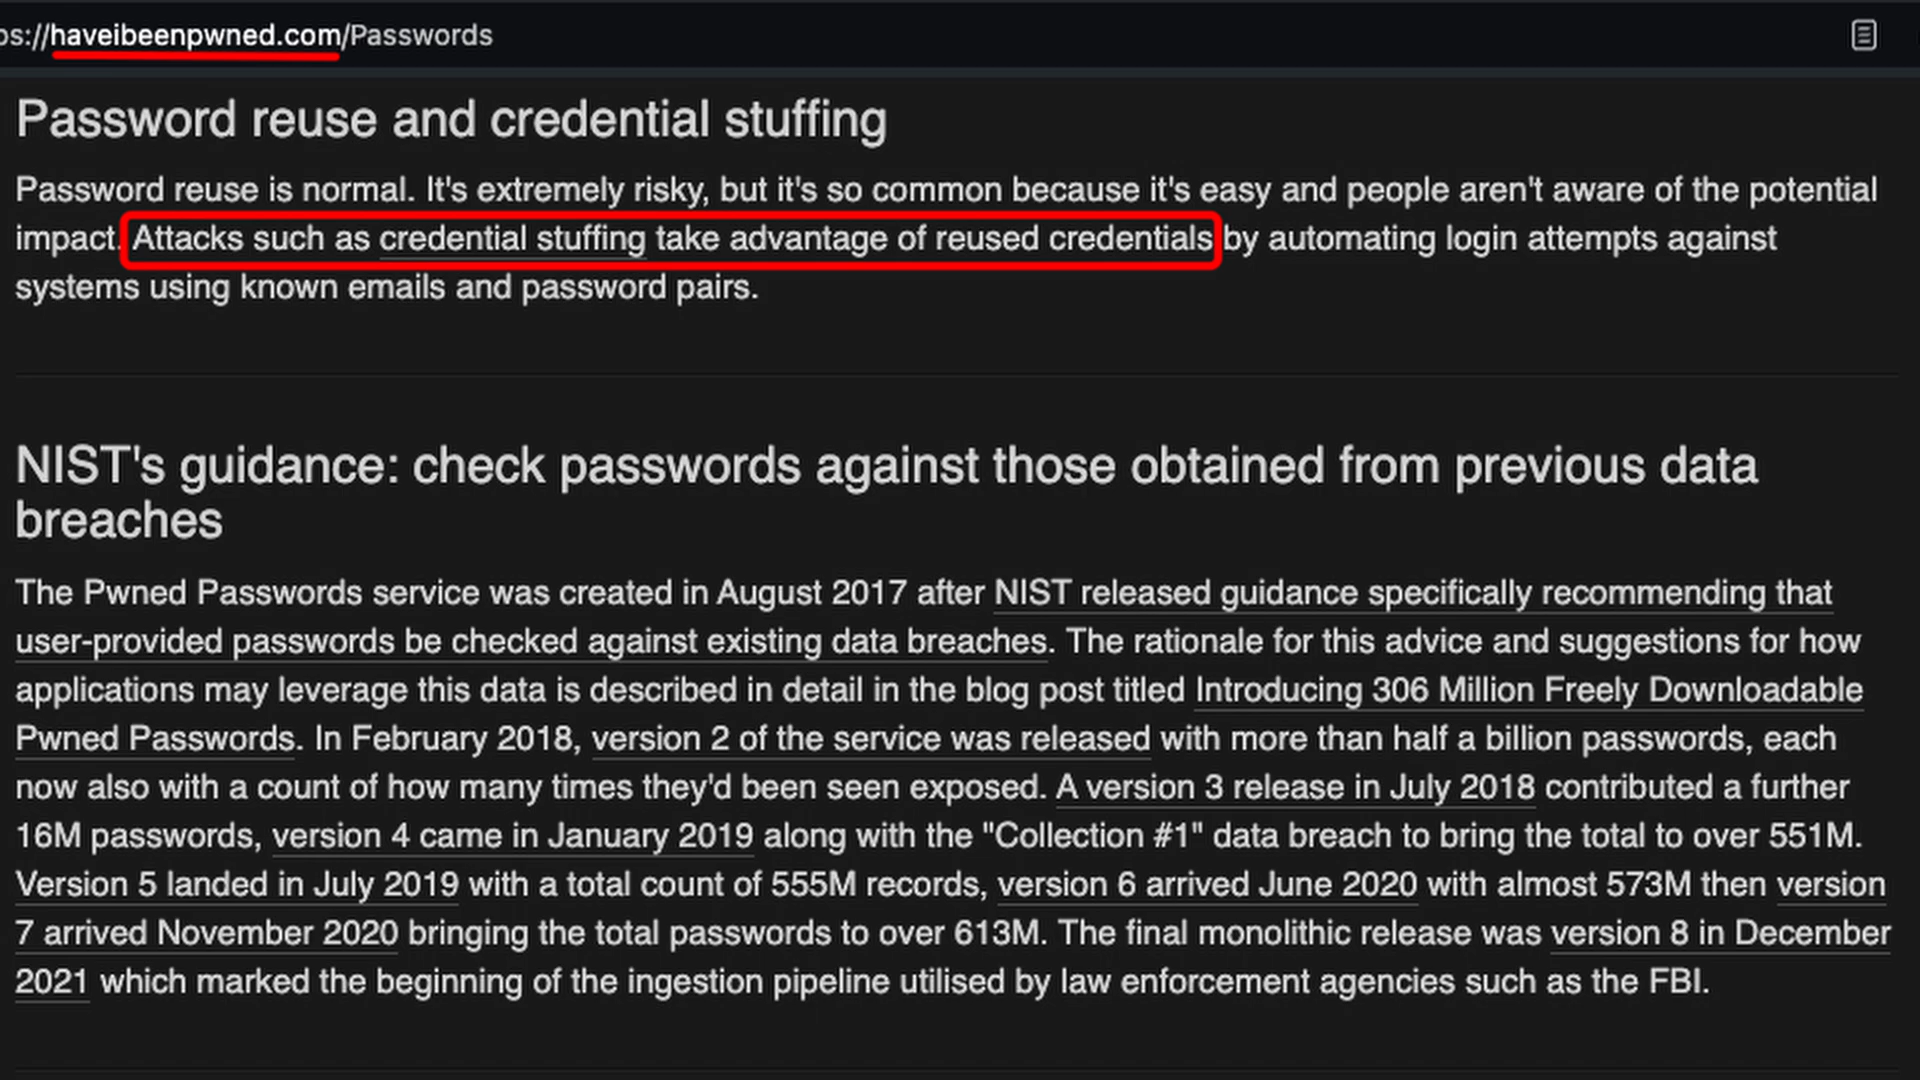 ps://haveibeenpwned.com/Passwords
Password reuse and credential stuffing
Password reuse is normal. It's extremely risky, but it's so common because it's easy and people aren't aware of the potential
impact. Attacks such as credential stuffing take advantage of reused credentials by automating login attempts against
systems using known emails and password pairs.
NIST's guidance: check passwords against those obtained from previous data
breaches
The Pwned Passwords service was created in August 2017 after NIST released guidance specifically recommending that
user-provided passwords be checked against existing data breaches. The rationale for this advice and suggestions for how
applications may leverage this data is described in detail in the blog post titled Introducing 306 Million Freely Downloadable
Pwned Passwords. In February 2018, version 2 of the service was released with more than half a billion passwords, each
now also with a count of how many times they'd been seen exposed. A version 3 release in July 2018 contributed a further
16M passwords, version 4 came in January 2019 along with the "Collection #1" data breach to bring the total to over 551M.
Version 5 landed in July 2019 with a total count of 555M records, version 6 arrived June 2020 with almost 573M then version
7 arrived November 2020 bringing the total passwords to over 613M. The final monolithic release was version 8 in December
2021 which marked the beginning of the ingestion pipeline utilised by law enforcement agencies such as the FBI.